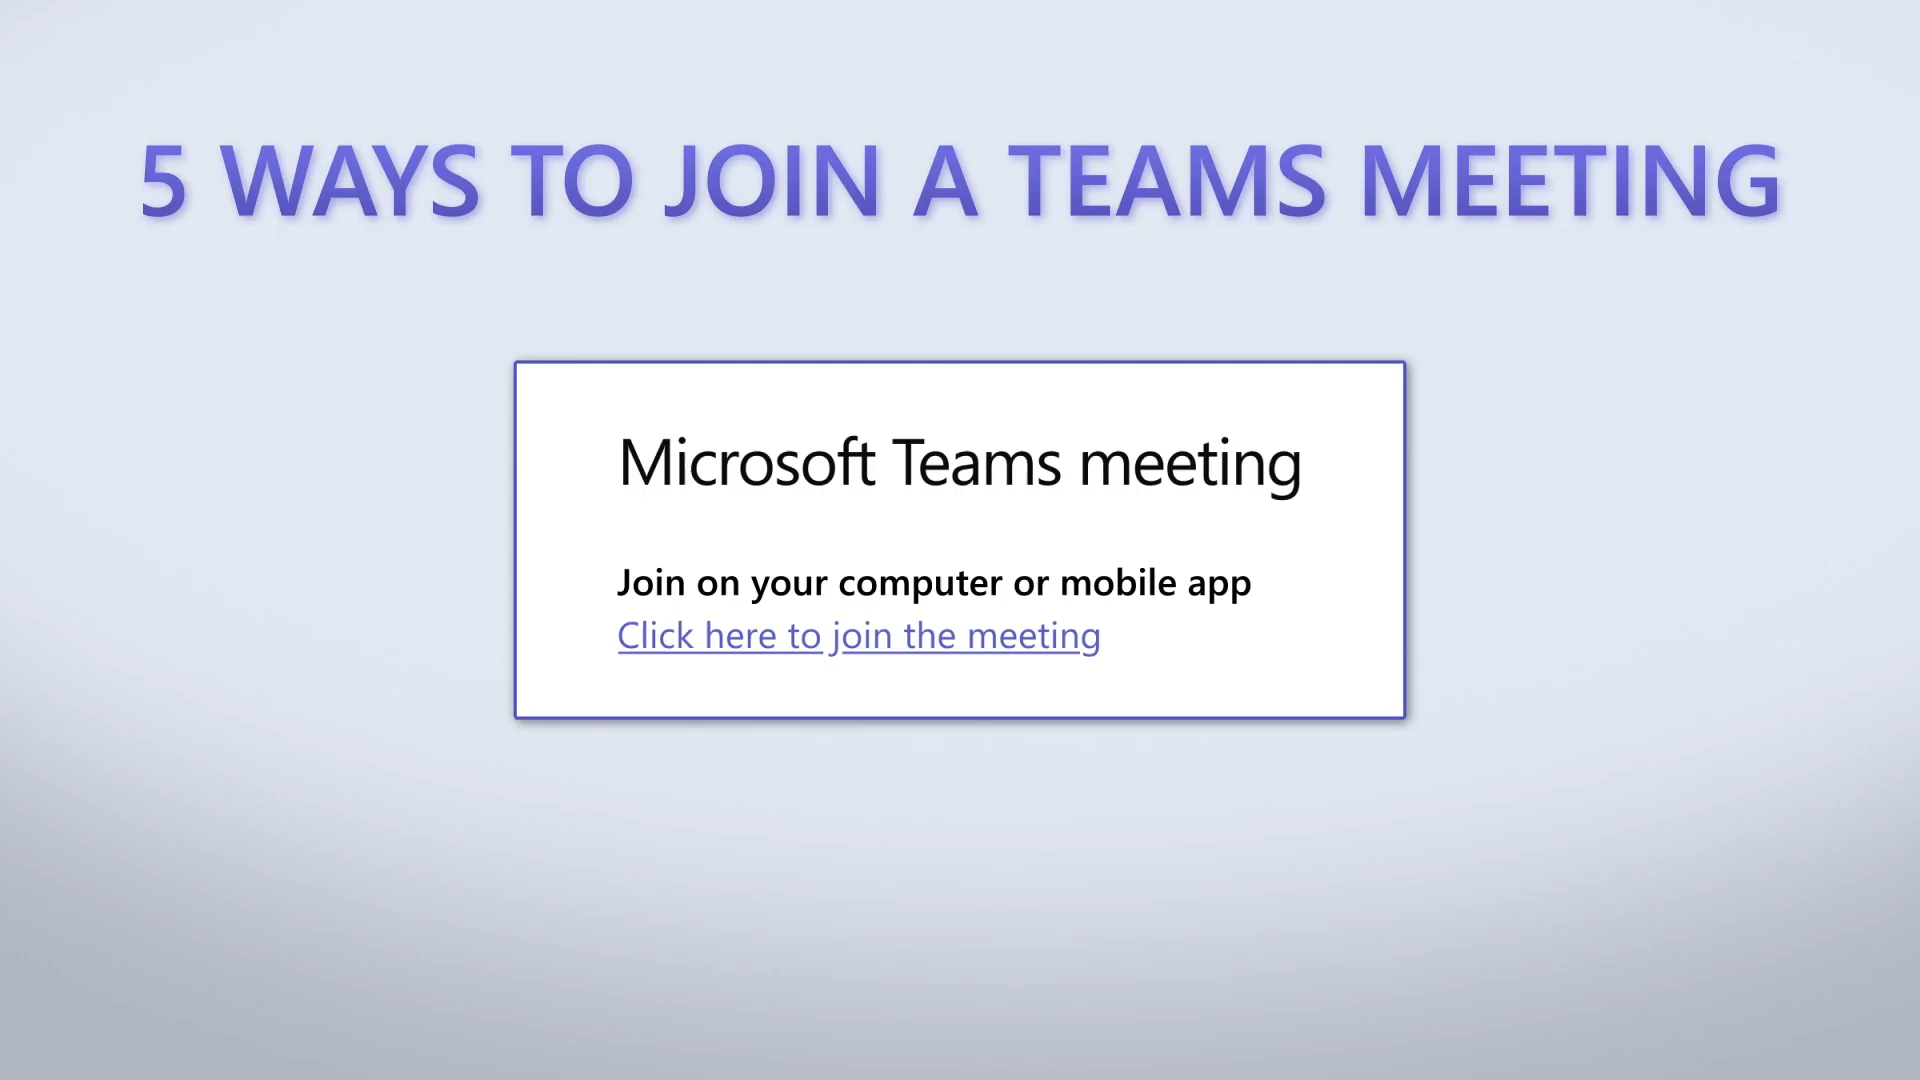 5 WAYS TO JOIN A TEAMS MEETING
Microsoft Teams meeting
Join on your computer or mobile app
Click here to join the meeting